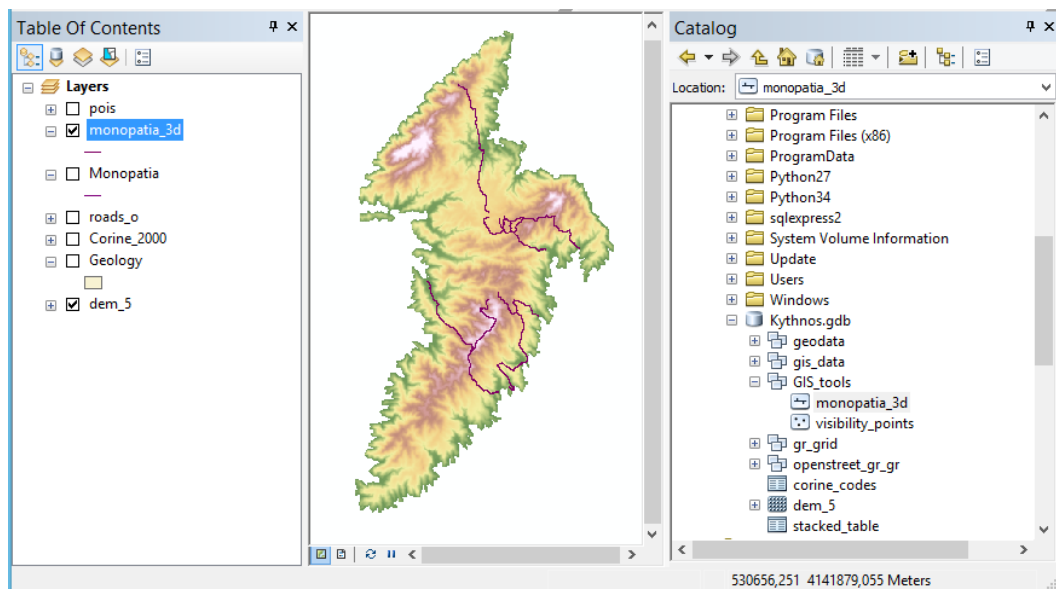 Table Of Contents
Layers
pois
monopatia_3d
Monopatia
roads_o
Corine_2000
Geology
dem_5
Catalog
Location: monopatia_3d
Program Files
Program Files (x86)
ProgramData
Python27
Python34
sqlexpress2
System Volume Information
Update
Users
Windows
Kythnos.gdb
geodata
gis_data
GIS_tools
monopatia_3d
visibility_points
gr_grid
openstreet_gr_gr
corine_codes
dem_5
stacked_table
530656,251 4141879,055 Meters